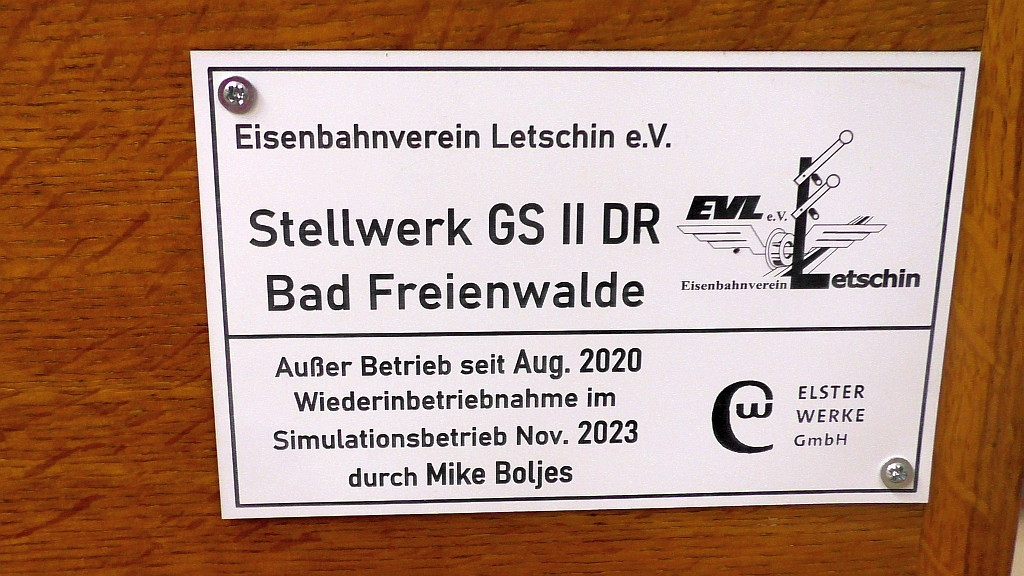 Eisenbahnverein Letschin e.V.
Stellwerk GS II DR
Bad Freienwalde
EVL e.V.
Eisenbahnverein Letschin
Außer Betrieb seit Aug. 2020
Wiederinbetriebnahme im
Simulationsbetrieb Nov. 2023
durch Mike Boljes
ew
ELSTER
WERKE
GmbH